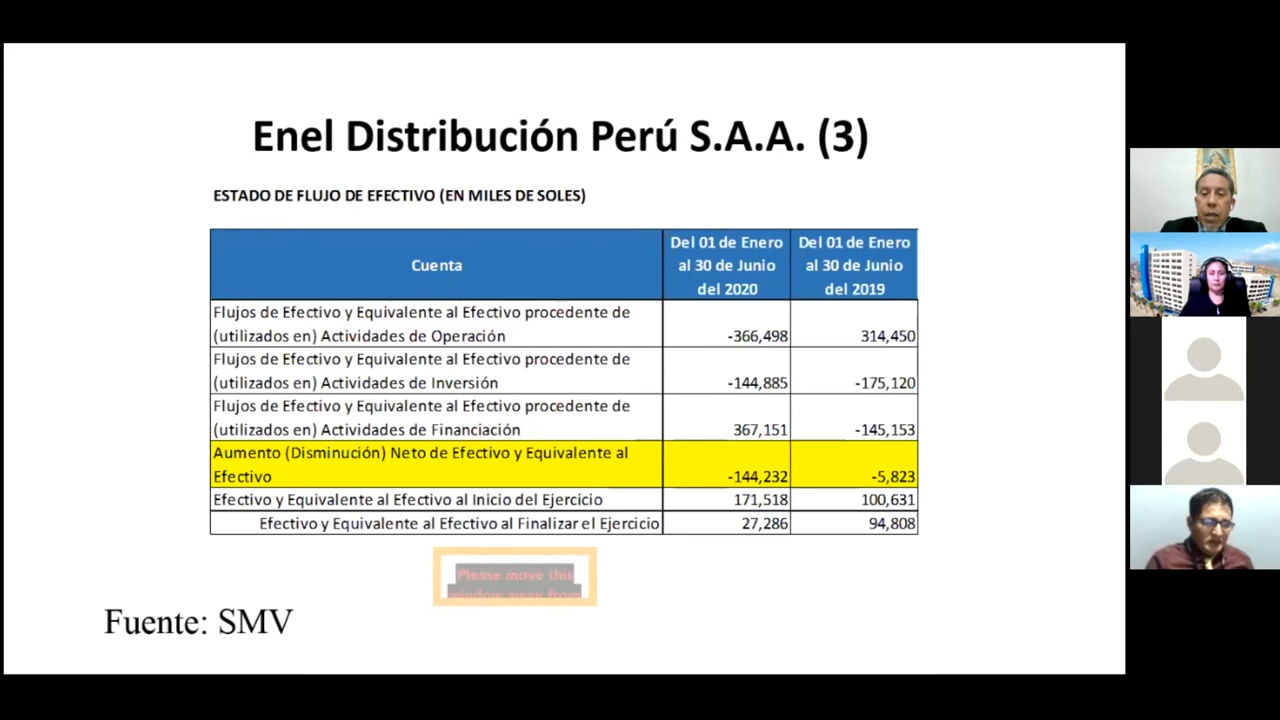 Enel Distribución Perú S.A.A. (3)
ESTADO DE FLUJO DE EFECTIVO (EN MILES DE SOLES)
Cuenta
Del 01 de Enero
al 30 de Junio
del 2020
Del 01 de Enero
al 30 de Junio
del 2019
Flujos de Efectivo y Equivalente al Efectivo procedente de
(utilizados en) Actividades de Operación -366,498 314,450
Flujos de Efectivo y Equivalente al Efectivo procedente de
(utilizados en) Actividades de Inversión -144,885 -175,120
Flujos de Efectivo y Equivalente al Efectivo procedente de
(utilizados en) Actividades de Financiación 367,151 -145,153
Aumento (Disminución) Neto de Efectivo y Equivalente al
Efectivo -144,232 -5,823
Efectivo y Equivalente al Efectivo al Inicio del Ejercicio 171,518 100,631
Efectivo y Equivalente al Efectivo al Finalizar el Ejercicio 27,286 94,808
Please move this
window away from
Fuente: SMV